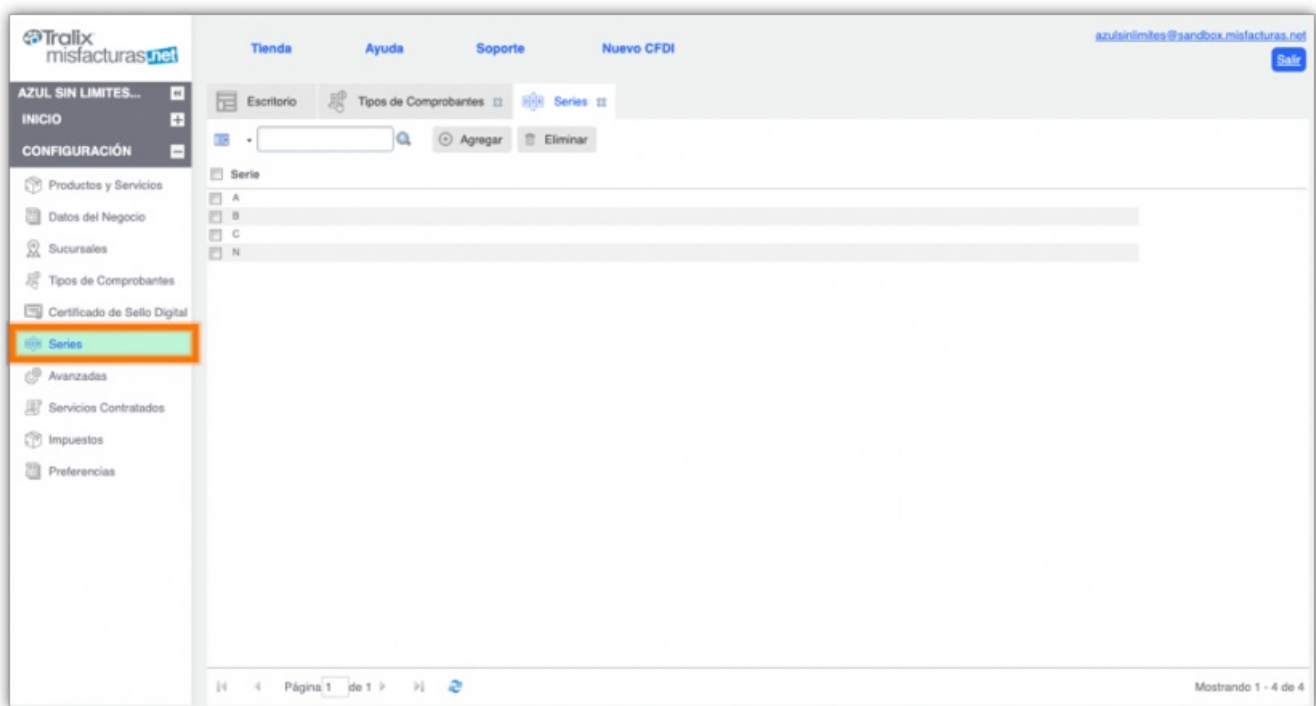 Tralix
misfacturas.net
Tienda
Ayuda
Soporte
Nuevo CFDI
azulsinlimites@sandbox.misfacturas.net
Salir
AZUL SIN LIMITES...
INICIO
CONFIGURACIÓN
Productos y Servicios
Datos del Negocio
Sucursales
Tipos de Comprobantes
Certificado de Sello Digital
Series
Avanzadas
Servicios Contratados
Impuestos
Preferencias
Escritorio
Tipos de Comprobantes
Series
Agregar
Eliminar
Serie
A
B
C
N
Página 1 de 1
Mostrando 1 - 4 de 4